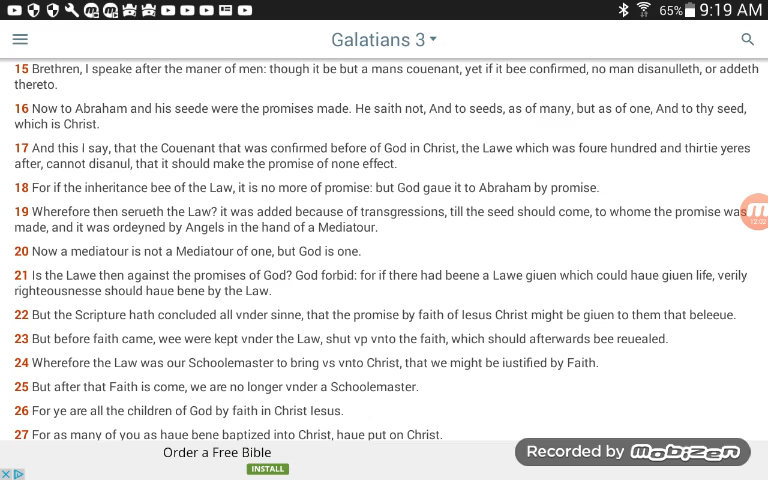 65% 9:19 AM
Galatians 3
15 Brethren, I speake after the maner of men: though it be but a mans couenant, yet if it bee confirmed, no man disanulleth, or addeth
thereto.
16 Now to Abraham and his seede were the promises made. He saith not, And to seeds, as of many, but as of one, And to thy seed,
which is Christ.
17 And this I say, that the Couenant that was confirmed before of God in Christ, the Lawe which was foure hundred and thirtie yeres
after, cannot disanul, that it should make the promise of none effect.
18 For if the inheritance bee of the Law, it is no more of promise: but God gaue it to Abraham by promise.
19 Wherefore then serueth the Law? it was added because of transgressions, till the seed should come, to whome the promise was
made, and it was ordeyned by Angels in the hand of a Mediatour.
20 Now a mediatour is not a Mediatour of one, but God is one.
21 Is the Lawe then against the promises of God? God forbid: for if there had beene a Lawe giuen which could haue giuen life, verily
righteousnesse should haue bene by the Law.
22 But the Scripture hath concluded all vnder sinne, that the promise by faith of Iesus Christ might be giuen to them that beleeue.
23 But before faith came, wee were kept vnder the Law, shut vp vnto the faith, which should afterwards bee reuealed.
24 Wherefore the Law was our Schoolemaster to bring vs vnto Christ, that we might be iustified by Faith.
25 But after that Faith is come, we are no longer vnder a Schoolemaster.
26 For ye are all the children of God by faith in Christ Iesus.
27 For as many of you as haue bene baptized into Christ, haue put on Christ.
Order a Free Bible
INSTALL
Recorded by mobizen